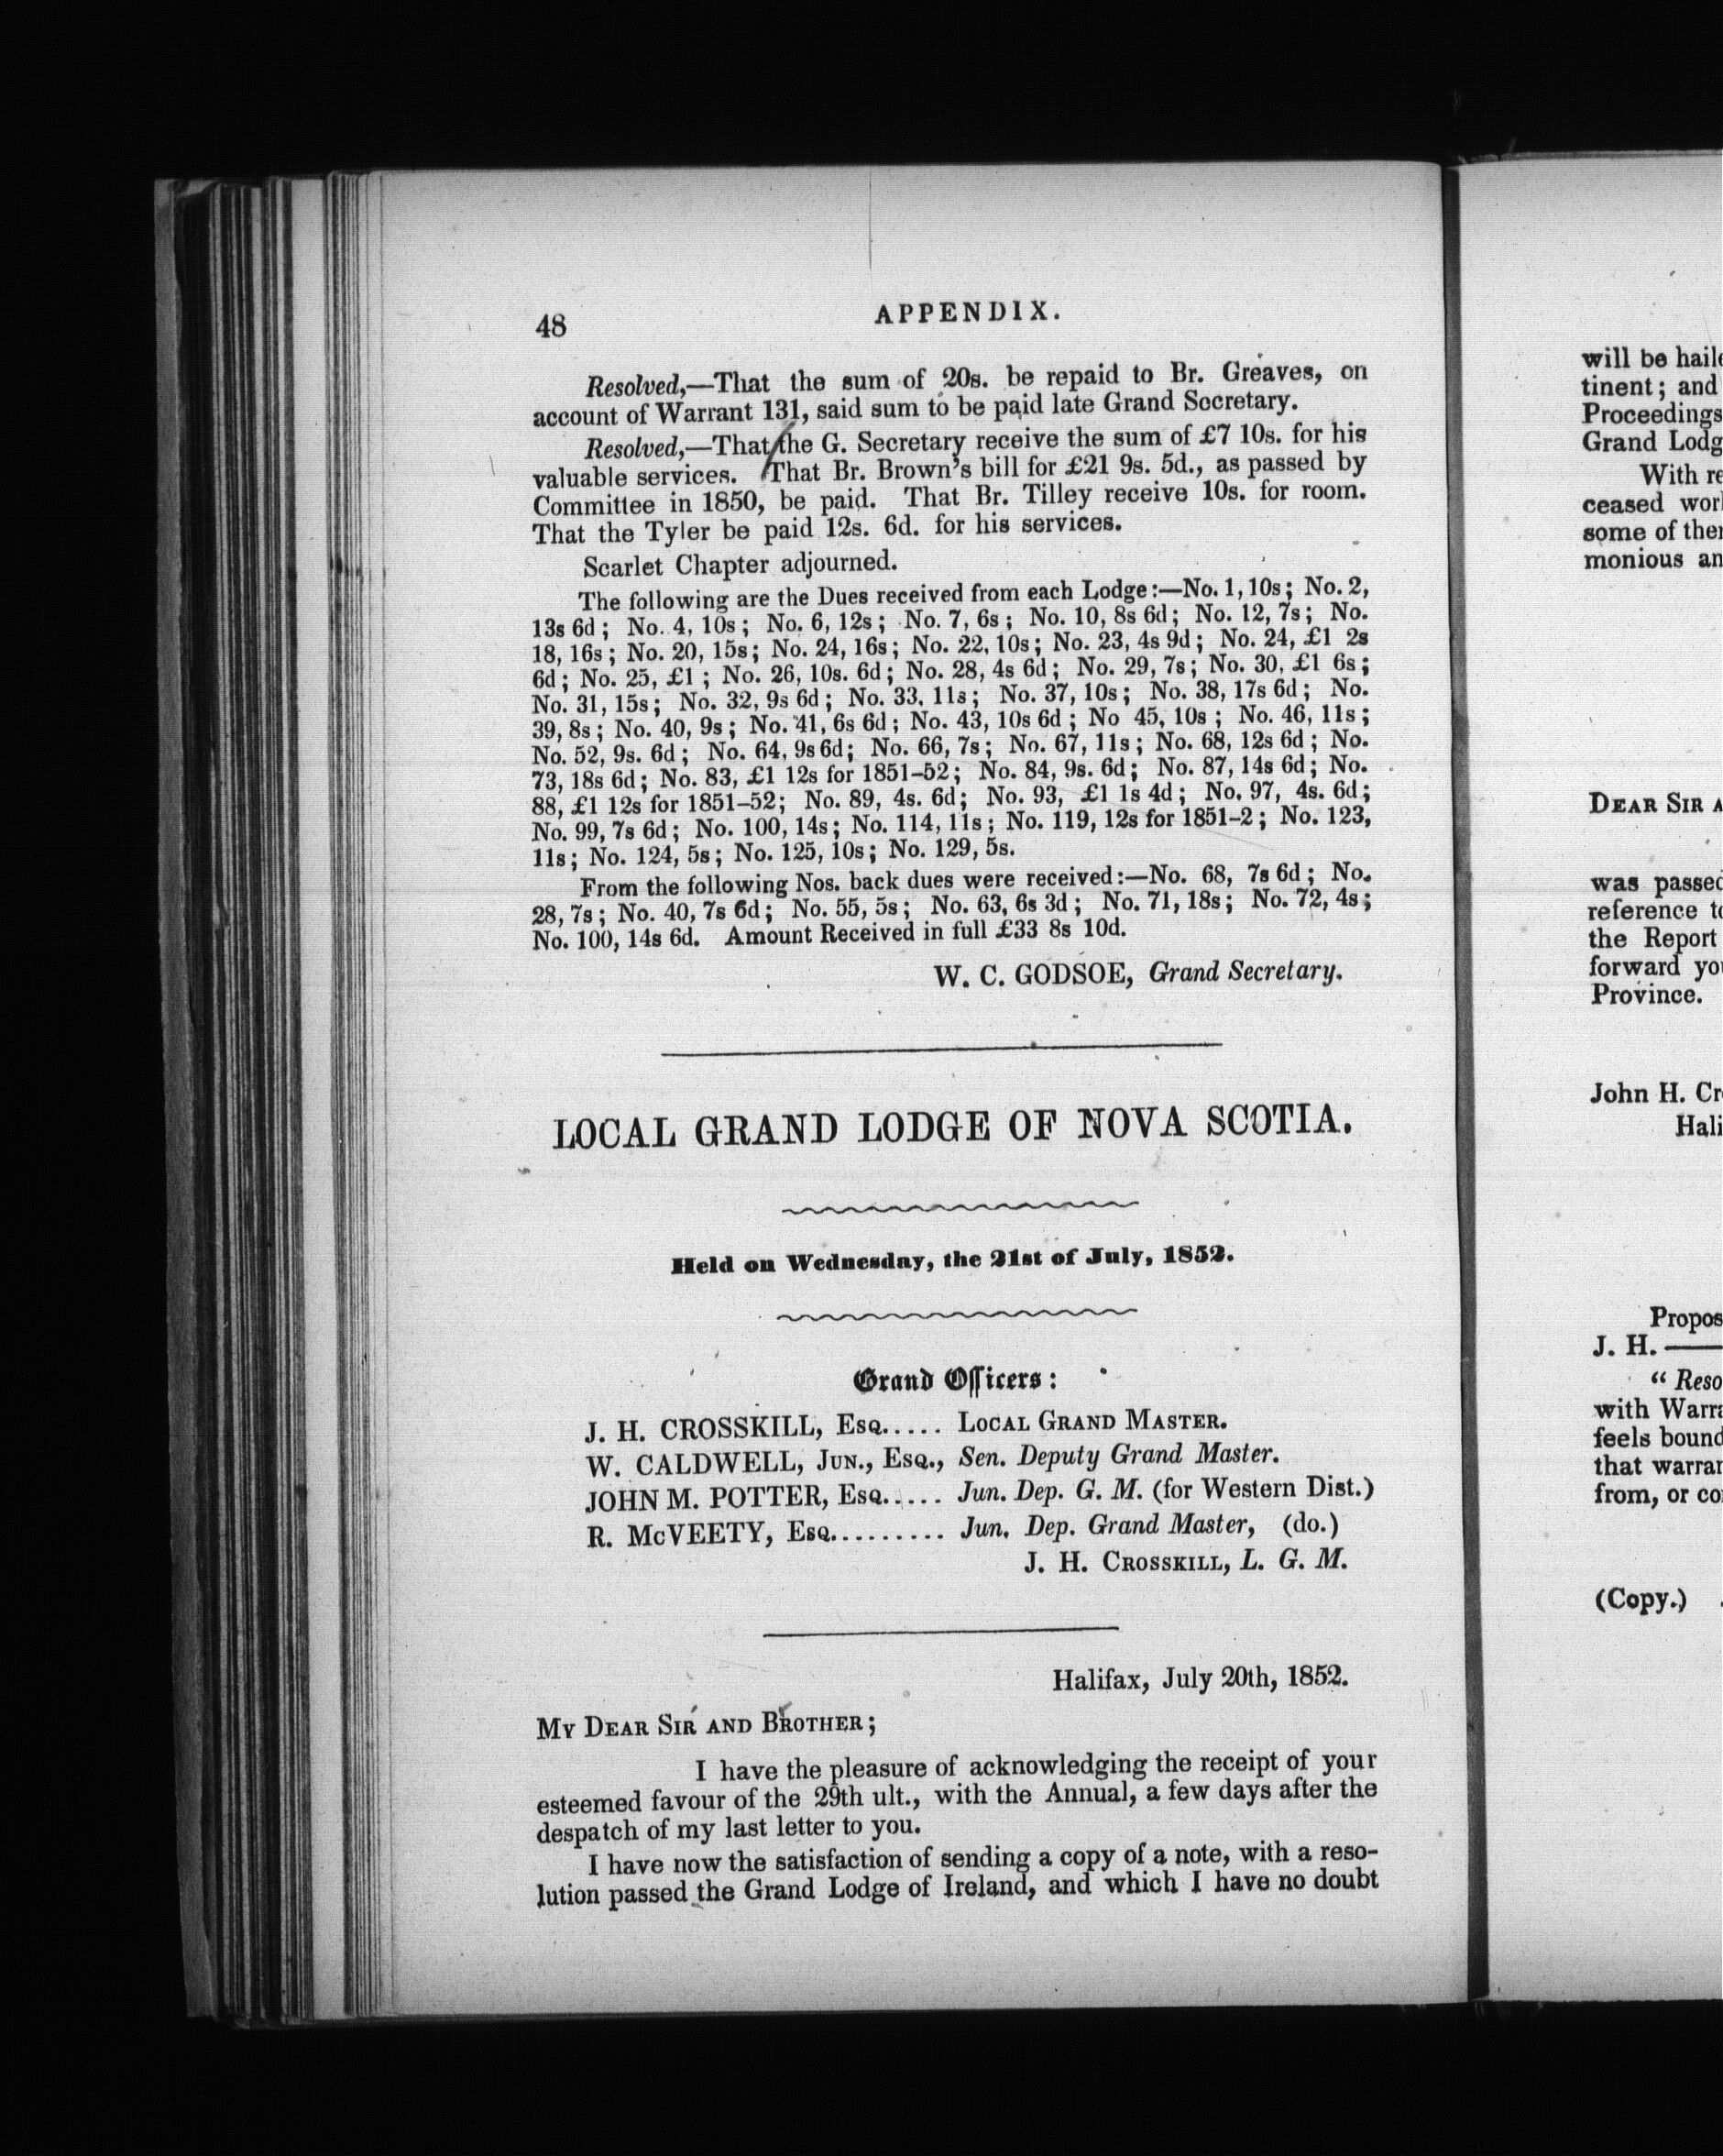 48
APPENDIX.
Resolved,—That the sum of 20s. be repaid to Br. Greaves, on
account of Warrant 131, said sum to be paid late Grand Secretary.
Resolved,—That the G. Secretary receive the sum of £7 10s. for his
valuable services. That Br. Brown's bill for £21 9s. 5d., as passed by
Committee in 1850, be paid. That Br. Tilley receive 10s. for room.
That the Tyler be paid 12s. 6d. for his services.
Scarlet Chapter adjourned.
The following are the Dues received from each Lodge:—No. 1, 10s; No. 2,
13s 6d; No. 4, 10s; No. 6, 12s; No. 7, 6s; No. 10, 8s 6d; No. 12, 7s; No.
18, 16s; No. 20, 15s; No. 24, 16s; No. 22, 10s; No. 23, 4s 9d; No. 24, £1 2s
6d; No. 25, £1; No. 26, 10s. 6d; No. 28, 4s 6d; No. 29, 7s; No. 30, £1 6s;
No. 31, 15s; No. 32, 9s 6d; No. 33, 11s; No. 37, 10s; No. 38, 17s 6d; No.
39, 8s; No. 40, 9s; No. 41, 6s 6d; No. 43, 10s 6d; No 45, 10s; No. 46, 11s;
No. 52, 9s. 6d; No. 64, 9s 6d; No. 66, 7s; No. 67, 11s; No. 68, 12s 6d; No.
73, 18s 6d; No. 83, £1 12s for 1851-52; No. 84, 9s. 6d; No. 87, 14s 6d; No.
88, £1 12s for 1851-52; No. 89, 4s. 6d; No. 93, £1 1s 4d; No. 97, 4s. 6d;
No. 99, 7s 6d; No. 100, 14s; No. 114, 11s; No. 119, 12s for 1851-2; No. 123,
11s; No. 124, 5s; No. 125, 10s; No. 129, 5s.
From the following Nos. back dues were received:—No. 68, 7s 6d; No.
28, 7s; No. 40, 7s 6d; No. 55, 5s; No. 63, 6s 3d; No. 71, 18s; No. 72, 4s;
No. 100, 14s 6d. Amount Received in full £33 8s 10d.
W. C. GODSOE, Grand Secretary.
LOCAL GRAND LODGE OF NOVA SCOTIA.
Held on Wednesday, the 21st of July, 1852.
Grand Officers:
J. H. CROSSKILL, Esq..... LOCAL GRAND MASTER.
W. CALDWELL, JUN., Esq., Sen. Deputy Grand Master.
JOHN M. POTTER, Esq..... Jun. Dep. G. M. (for Western Dist.)
R. McVEETY, Esq......... Jun. Dep. Grand Master, (do.)
J. H. CROSSKILL, L. G. M.
Halifax, July 20th, 1852.
MY DEAR SIR AND BROTHER;
I have the pleasure of acknowledging the receipt of your
esteemed favour of the 29th ult., with the Annual, a few days after the
despatch of my last letter to you.
I have now the satisfaction of sending a copy of a note, with a reso-
lution passed the Grand Lodge of Ireland, and which I have no doubt
will be hail
tinent; and
Proceedings
Grand Lodg
With re
ceased wor
some of the
monious an
DEAR SIR A
was passed
reference to
the Report
forward yo
Province.
John H. Cr
Hali
Propos
J. H. ——
" Reso
with Warra
feels bound
that warran
from, or co
(Copy.)